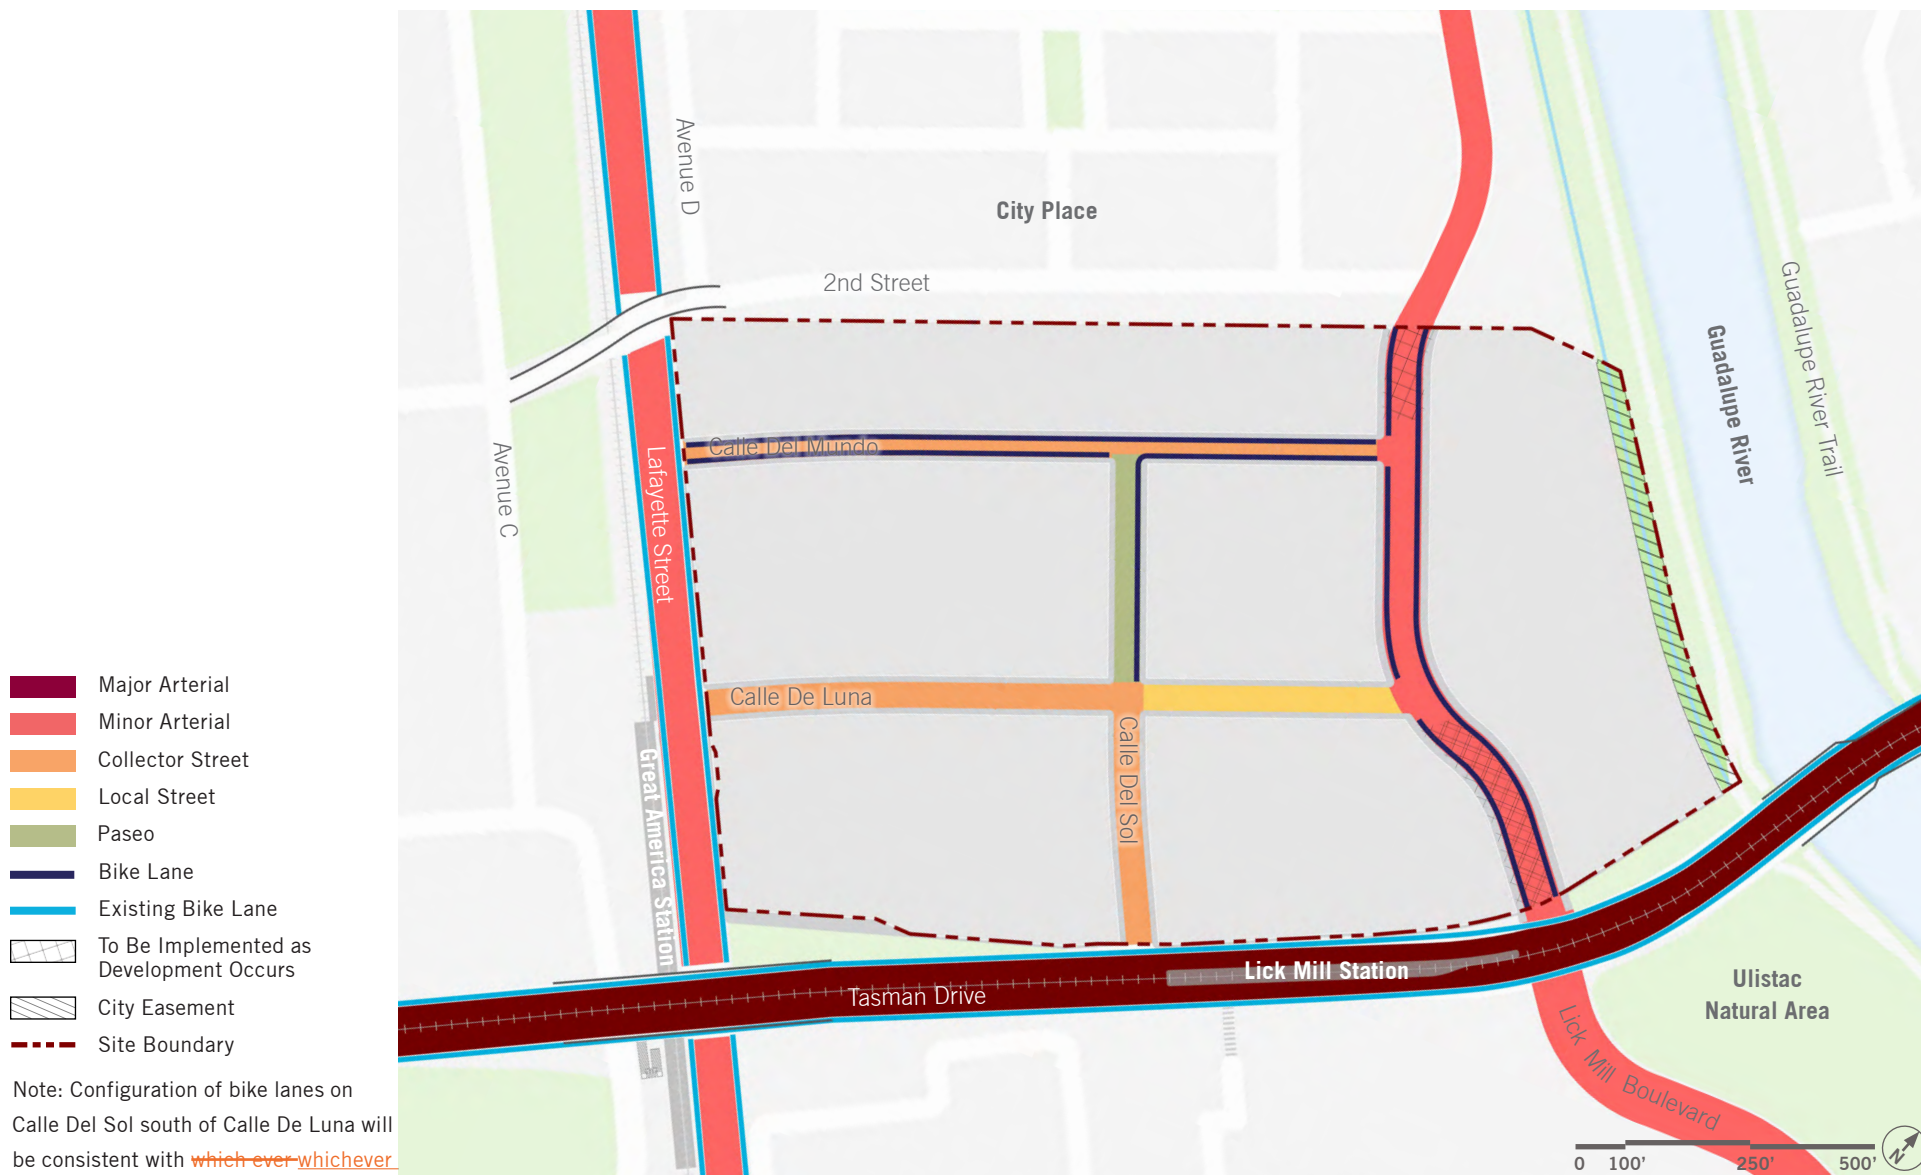 Avenue D
City Place
2nd Street
Guadalupe River Trail
Guadalupe River
Calle Del Mundo
Avenue C
Lafayette Street
Calle De Luna
Calle Del Sol
Great America Station
Lick Mill Station
Tasman Drive
Ulistac
Natural Area
Lick Mill Boulevard
Major Arterial
Minor Arterial
Collector Street
Local Street
Paseo
Bike Lane
Existing Bike Lane
To Be Implemented as
Development Occurs
City Easement
Site Boundary
Note: Configuration of bike lanes on
Calle Del Sol south of Calle De Luna will
be consistent with which ever whichever
0 100' 250' 500'
N